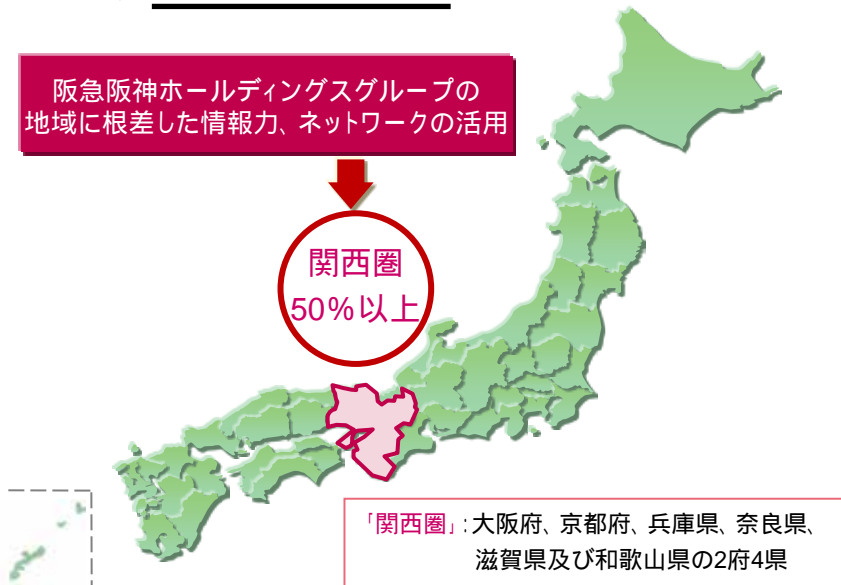 阪急阪神ホールディングスグループの
地域に根差した情報力、ネットワークの活用
関西圏
50%以上
「関西圏」:大阪府、京都府、兵庫県、奈良県、
滋賀県及び和歌山県の2府4県